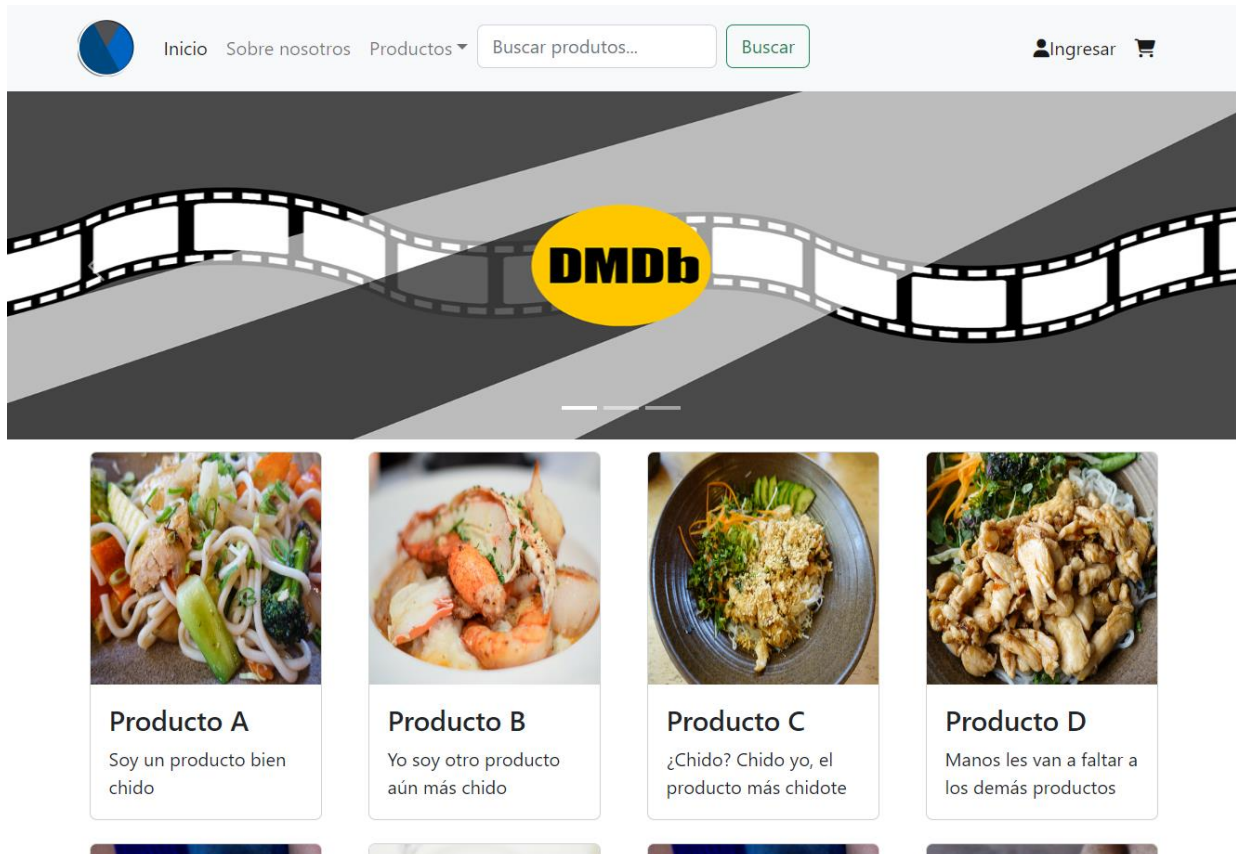 Inicio Sobre nosotros Productos Buscar produtos... Buscar Ingresar
DMDb
Producto A
Soy un producto bien
chido
Producto B
Yo soy otro producto
aún más chido
Producto C
¿Chido? Chido yo, el
producto más chidote
Producto D
Manos les van a faltar a
los demás productos